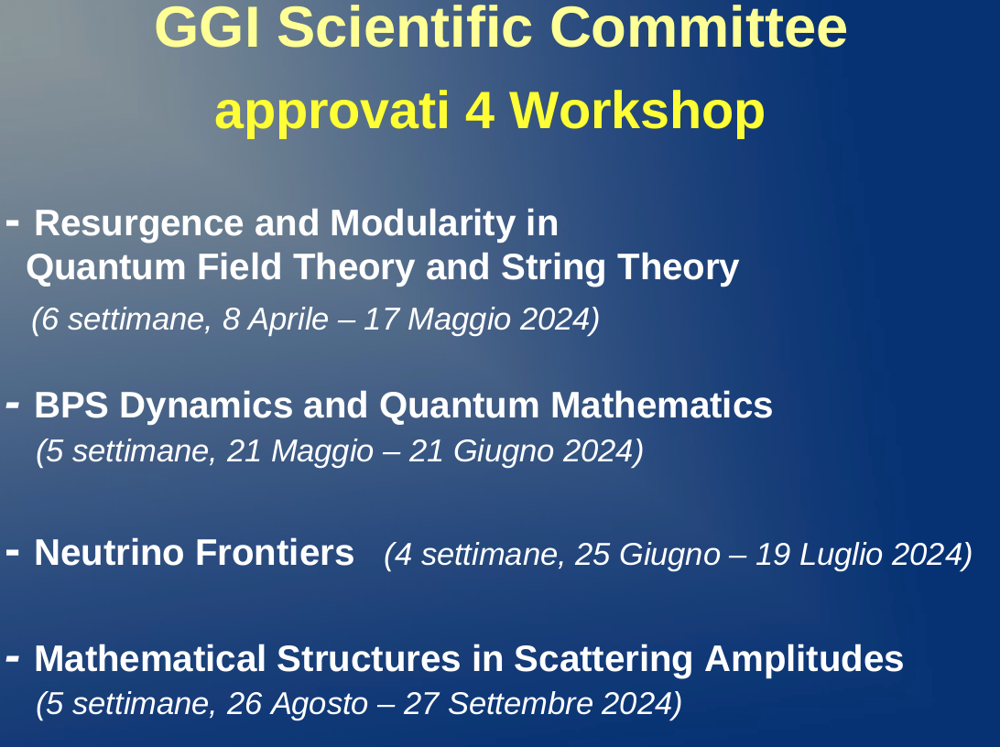 GGI Scientific Committee
approvati 4 Workshop
- Resurgence and Modularity in
Quantum Field Theory and String Theory
(6 settimane, 8 Aprile – 17 Maggio 2024)
- BPS Dynamics and Quantum Mathematics
(5 settimane, 21 Maggio – 21 Giugno 2024)
- Neutrino Frontiers (4 settimane, 25 Giugno – 19 Luglio 2024)
- Mathematical Structures in Scattering Amplitudes
(5 settimane, 26 Agosto – 27 Settembre 2024)